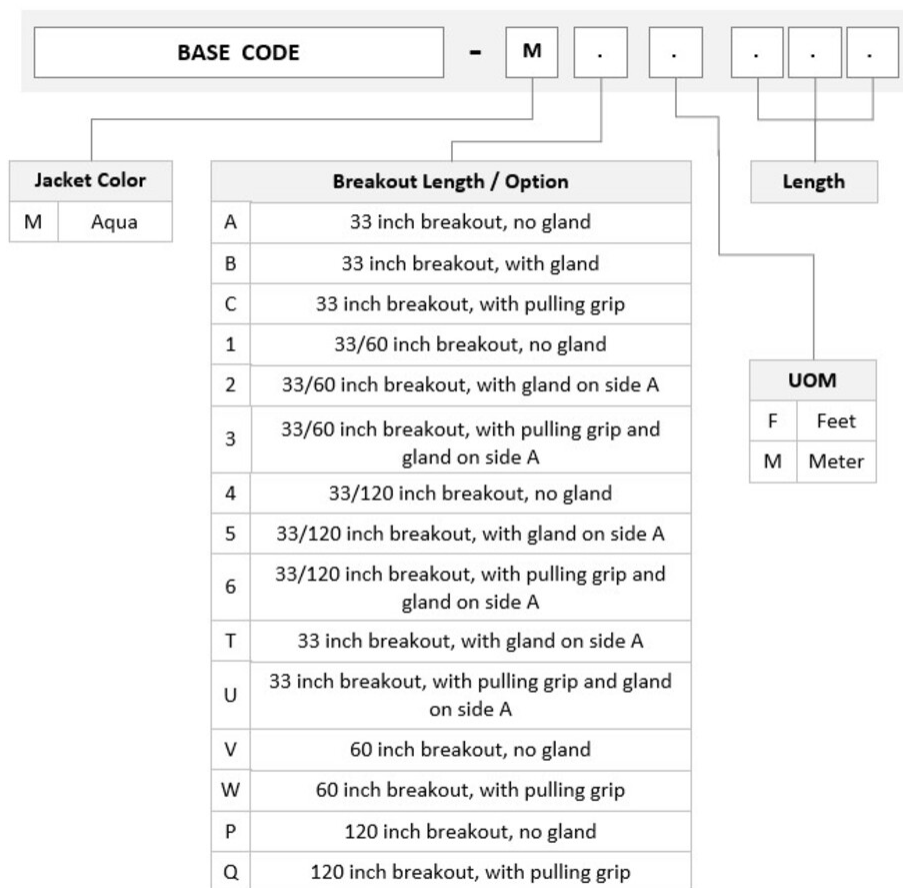 BASE CODE - M . . . . .
Jacket Color
M Aqua
Breakout Length / Option
A 33 inch breakout, no gland
B 33 inch breakout, with gland
C 33 inch breakout, with pulling grip
1 33/60 inch breakout, no gland
2 33/60 inch breakout, with gland on side A
3 33/60 inch breakout, with pulling grip and
gland on side A
4 33/120 inch breakout, no gland
5 33/120 inch breakout, with gland on side A
6 33/120 inch breakout, with pulling grip and
gland on side A
T 33 inch breakout, with gland on side A
U 33 inch breakout, with pulling grip and gland
on side A
V 60 inch breakout, no gland
W 60 inch breakout, with pulling grip
P 120 inch breakout, no gland
Q 120 inch breakout, with pulling grip
Length
UOM
F Feet
M Meter